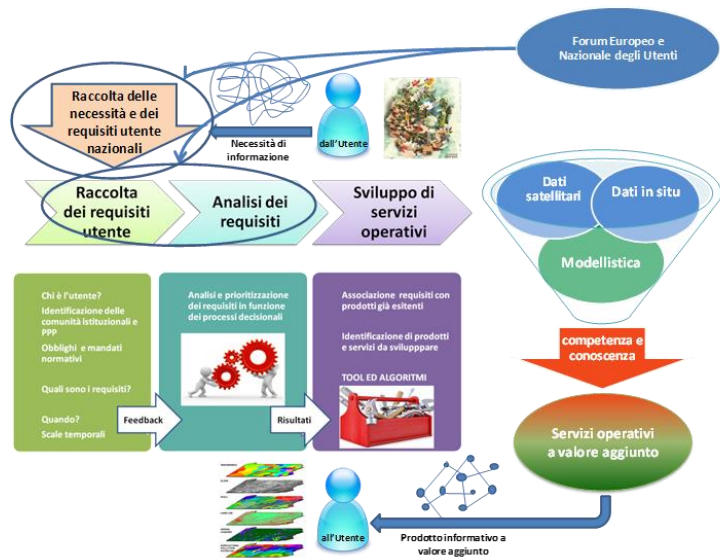 Forum Europeo e
Nazionale degli Utenti
Raccolta delle
necessità e dei
requisiti utente
nazionali
Necessità di
informazione
dall'Utente
Raccolta
dei requisiti
utente
Analisi dei
requisiti
Sviluppo di
servizi
operativi
Dati
satellitari
Dati in situ
Modellistica
competenza e
conoscenza
Servizi operativi
a valore aggiunto
Chi è l'utente?
Identificazione delle
comunità Istituzionali e
PPP
Obblighi e mandati
normativi
Quali sono i requisiti?
Quando?
Scale temporali
Feedback
Analisi e prioritizzazione
dei requisiti in funzione
dei processi decisionali
Risultati
Associazione requisiti con
prodotti già esitenti
Identificazione di prodotti
e servizi da svilupppare
TOOL ED ALGORITMI
all'Utente
Prodotto informativo a
valore aggiunto